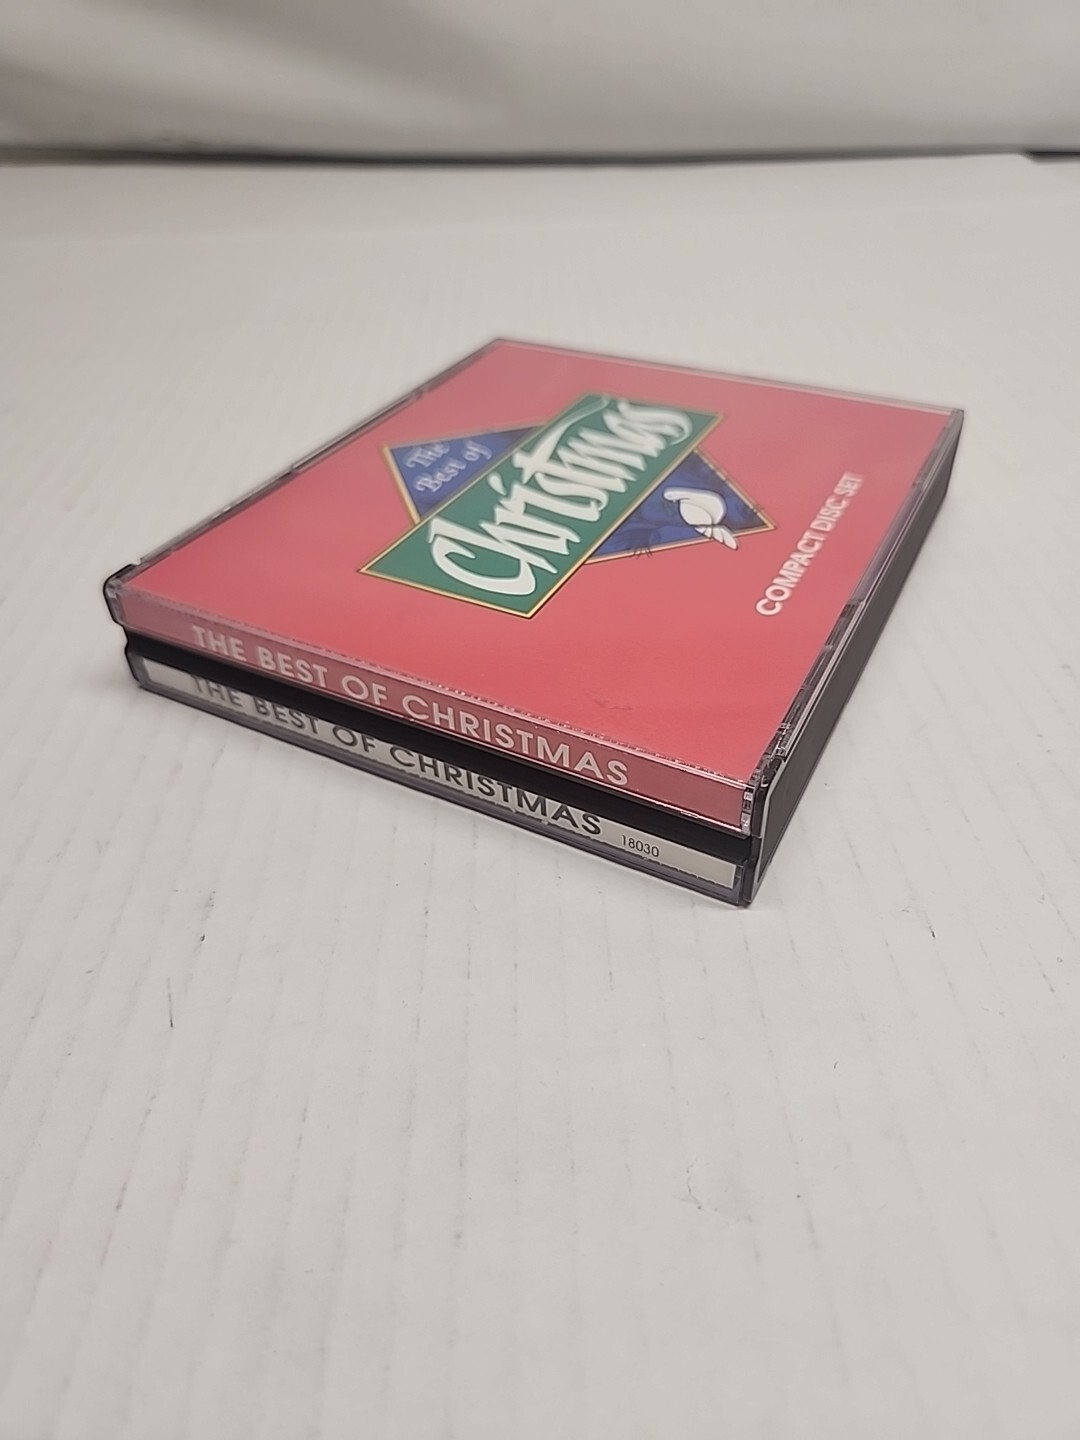 The
Best of
Christmas
COMPACT DISC SET
THE BEST OF CHRISTMAS
THE BEST OF CHRISTMAS 18030